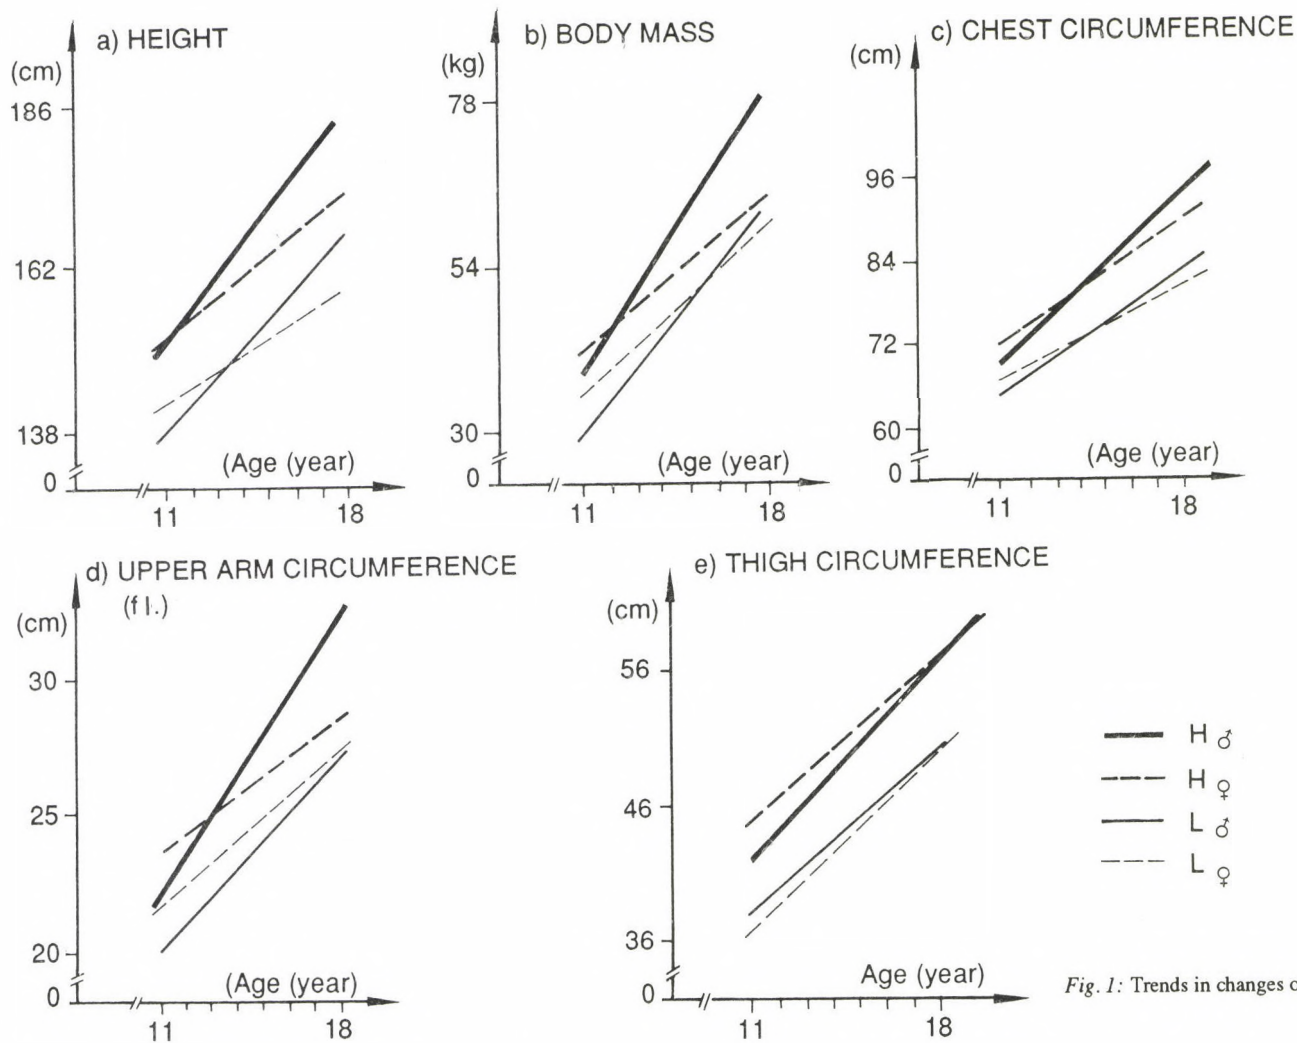 a) HEIGHT
(cm)
186
162
138
0
(Age (year)
11 18
b) BODY MASS
(kg)
78
54
30
0
(Age (year)
11 18
c) CHEST CIRCUMFERENCE
(cm)
96
84
72
60
0
(Age (year)
11 18
d) UPPER ARM CIRCUMFERENCE
(f l.)
(cm)
30
25
20
0
(Age (year)
11 18
e) THIGH CIRCUMFERENCE
(cm)
56
46
36
0
Age (year)
11 18
H ♂
H ♀
L ♂
L ♀
Fig. 1: Trends in changes o